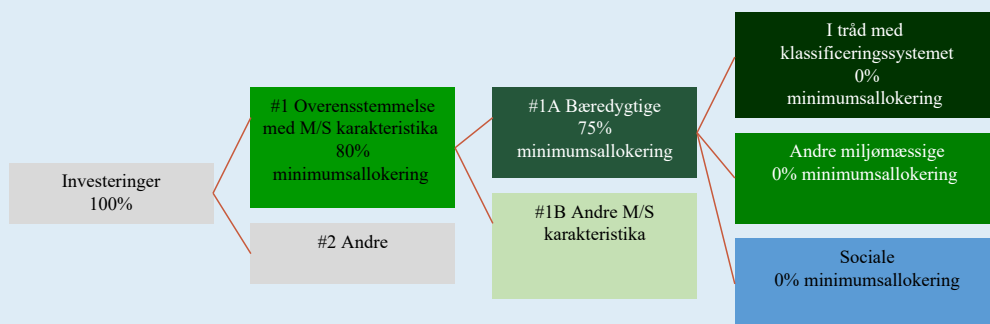 Investeringer
100%
#1 Overensstemmelse
med M/S karakteristika
80%
minimumsallokering
#2 Andre
#1A Bæredygtige
75%
minimumsallokering
#1B Andre M/S
karakteristika
I tråd med
klassificeringssystemet
0%
minimumsallokering
Andre miljømæssige
0% minimumsallokering
Sociale
0% minimumsallokering